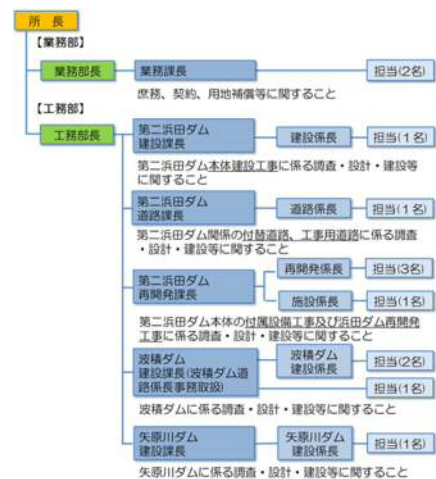 所 長
【業務部】
業務部長
業務課長
担当(2名)
庶務、契約、用地補償等に関すること
【工務部】
工務部長
第二浜田ダム
建設課長
建設係長
担当(1名)
第二浜田ダム本体建設工事に係る調査・設計・建設等
に関すること
第二浜田ダム
道路課長
道路係長
担当(1名)
第二浜田ダム関係の付替道路、工事用道路に係る調査
・設計・建設等に関すること
第二浜田ダム
再開発課長
再開発係長
担当(3名)
施設係長
担当(1名)
第二浜田ダム本体の付属設備工事及び浜田ダム再開発
工事に係る調査・設計・建設等に関すること
波積ダム
建設課長(波積ダム道
路係長事務取扱)
波積ダム
建設係長
担当(2名)
担当(1名)
波積ダムに係る調査・設計・建設等に関すること
矢原川ダム
建設課長
矢原川ダム
建設係長
担当(1名)
矢原川ダムに係る調査・設計・建設等に関すること